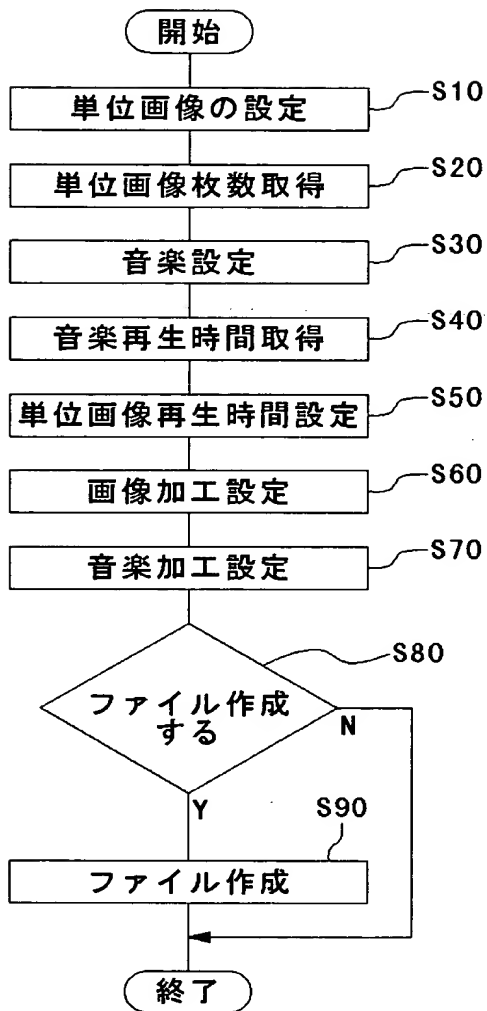 開始
単位画像の設定
S10
単位画像枚数取得
S20
音楽設定
S30
音楽再生時間取得
S40
単位画像再生時間設定
S50
画像加工設定
S60
音楽加工設定
S70
S80
ファイル作成
する
N
Y
S90
ファイル作成
終了